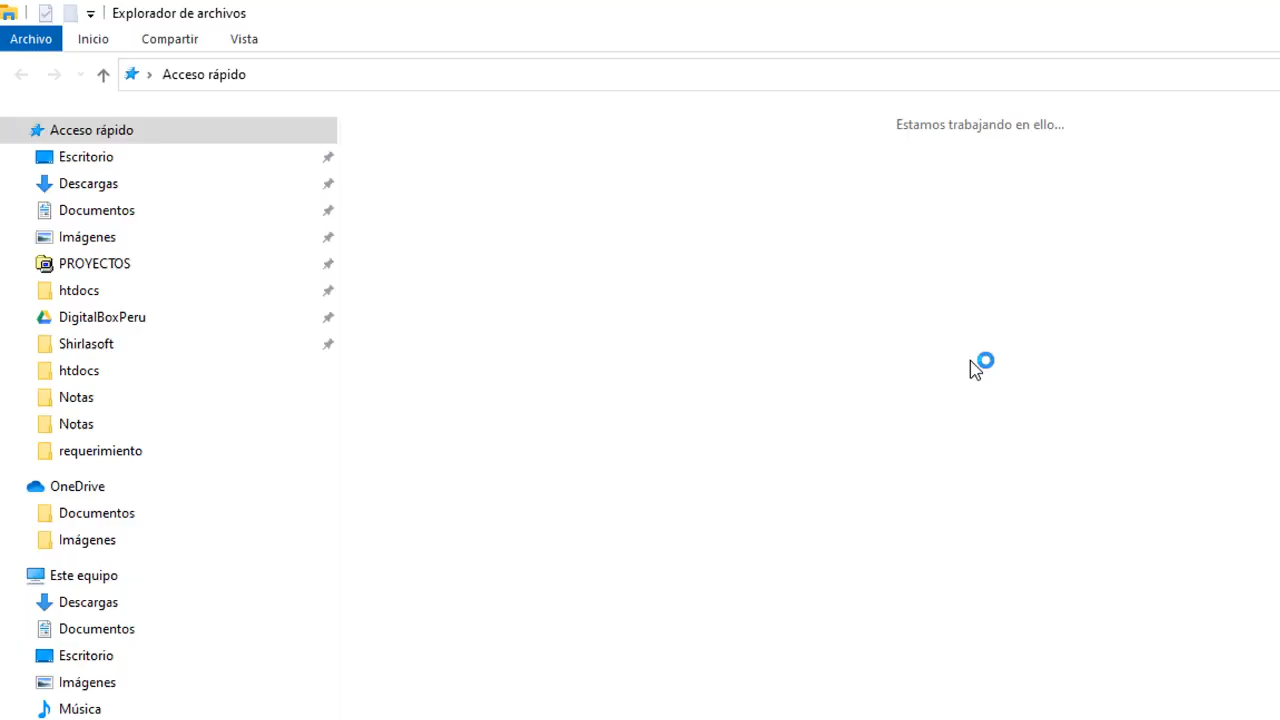 Explorador de archivos
Archivo Inicio Compartir Vista
Acceso rápido
Acceso rápido
Estamos trabajando en ello...
Escritorio
Descargas
Documentos
Imágenes
PROYECTOS
htdocs
DigitalBoxPeru
Shirlasoft
htdocs
Notas
Notas
requerimiento
OneDrive
Documentos
Imágenes
Este equipo
Descargas
Documentos
Escritorio
Imágenes
Música